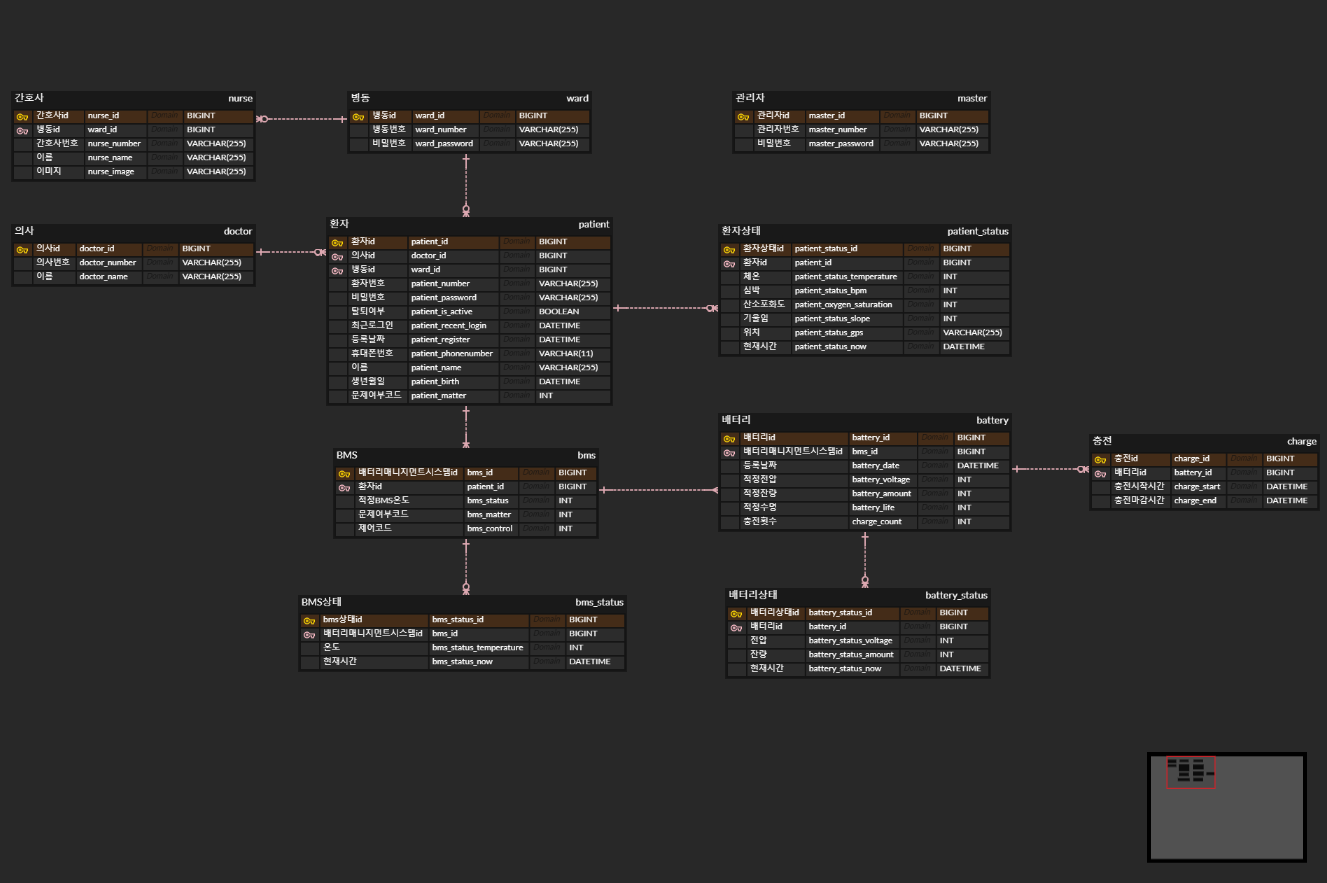 간호사 nurse
간호사id nurse_id Domain BIGINT
병동id ward_id Domain BIGINT
간호사번호 nurse_number Domain VARCHAR(255)
이름 nurse_name Domain VARCHAR(255)
이미지 nurse_image Domain VARCHAR(255)
병동 ward
병동id ward_id Domain BIGINT
병동번호 ward_number Domain VARCHAR(255)
비밀번호 ward_password Domain VARCHAR(255)
관리자 master
관리자id master_id Domain BIGINT
관리자번호 master_number Domain VARCHAR(255)
비밀번호 master_password Domain VARCHAR(255)
의사 doctor
의사id doctor_id Domain BIGINT
의사번호 doctor_number Domain VARCHAR(255)
이름 doctor_name Domain VARCHAR(255)
환자 patient
환자id patient_id Domain BIGINT
의사id doctor_id Domain BIGINT
병동id ward_id Domain BIGINT
환자번호 patient_number Domain VARCHAR(255)
비밀번호 patient_password Domain VARCHAR(255)
탈퇴여부 patient_is_active Domain BOOLEAN
최근로그인 patient_recent_login Domain DATETIME
등록날짜 patient_register Domain DATETIME
휴대폰번호 patient_phonenumber Domain VARCHAR(11)
이름 patient_name Domain VARCHAR(255)
생년월일 patient_birth Domain DATETIME
문제여부코드 patient_matter Domain INT
환자상태 patient_status
환자상태id patient_status_id Domain BIGINT
환자id patient_id Domain BIGINT
체온 patient_status_temperature Domain INT
심박 patient_status_bpm Domain INT
산소포화도 patient_oxygen_saturation Domain INT
기울임 patient_status_slope Domain INT
위치 patient_status_gps Domain VARCHAR(255)
현재시간 patient_status_now Domain DATETIME
BMS bms
배터리매니지먼트시스템id bms_id Domain BIGINT
환자id patient_id Domain BIGINT
적정BMS온도 bms_status Domain INT
문제여부코드 bms_matter Domain INT
제어코드 bms_control Domain INT
배터리 battery
배터리id battery_id Domain BIGINT
배터리매니지먼트시스템id bms_id Domain BIGINT
등록날짜 battery_date Domain DATETIME
적정전압 battery_voltage Domain INT
적정잔량 battery_amount Domain INT
적정수명 battery_life Domain INT
충전횟수 charge_count Domain INT
충전 charge
충전id charge_id Domain BIGINT
배터리id battery_id Domain BIGINT
충전시작시간 charge_start Domain DATETIME
충전마감시간 charge_end Domain DATETIME
BMS상태 bms_status
bms상태id bms_status_id Domain BIGINT
배터리매니지먼트시스템id bms_id Domain BIGINT
온도 bms_status_temperature Domain INT
현재시간 bms_status_now Domain DATETIME
배터리상태 battery_status
배터리상태id battery_status_id Domain BIGINT
배터리id battery_id Domain BIGINT
전압 battery_status_voltage Domain INT
잔량 battery_status_amount Domain INT
현재시간 battery_status_now Domain DATETIME